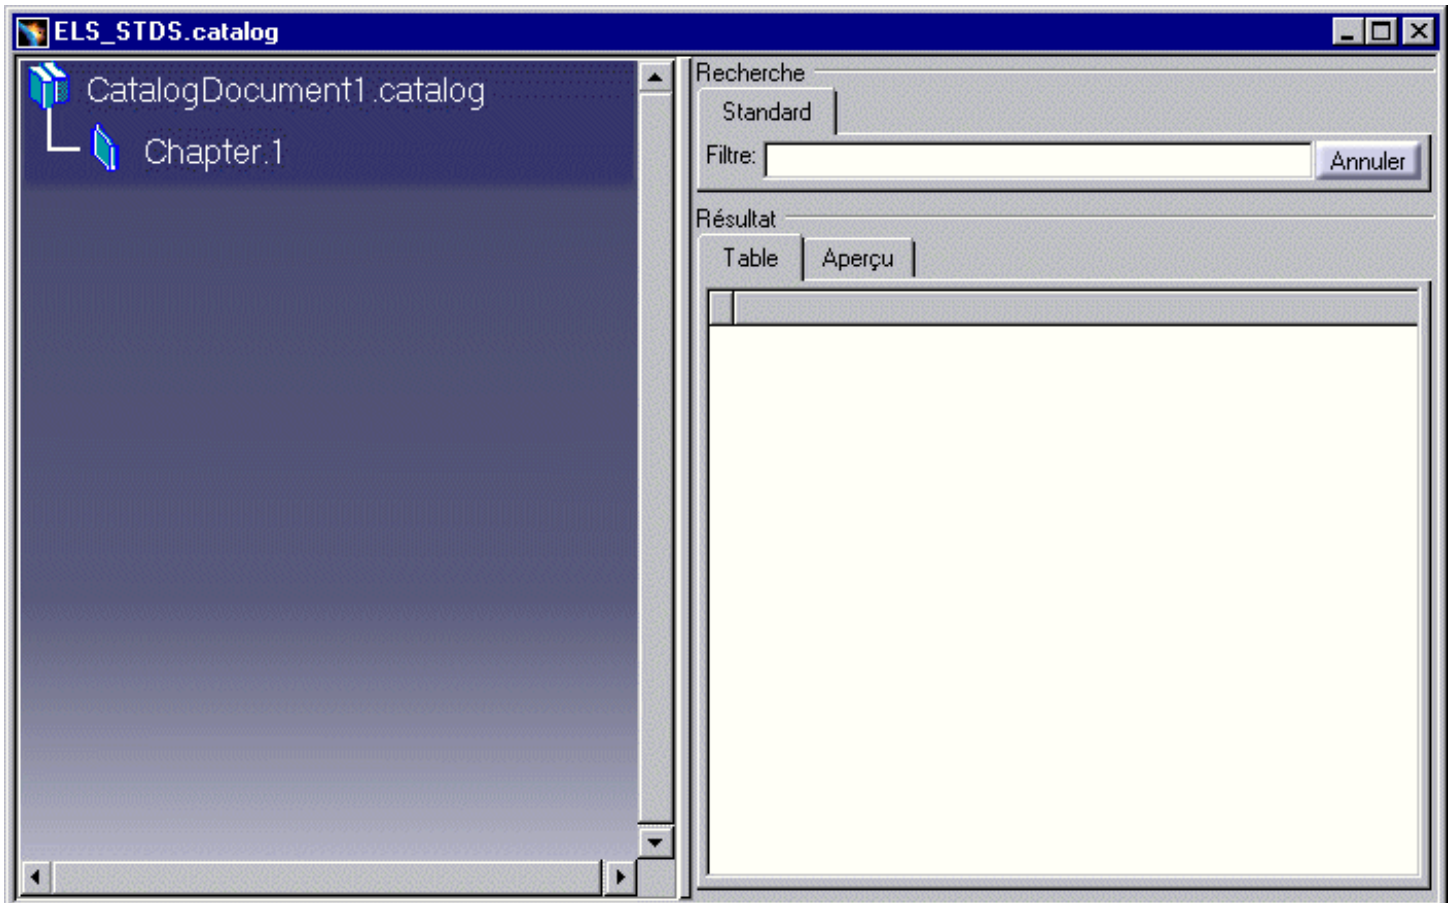 ELS_STDS.catalog
CatalogDocument1.catalog
Chapter.1
Recherche
Standard
Filtre:
Annuler
Résultat
Table
Aperçu